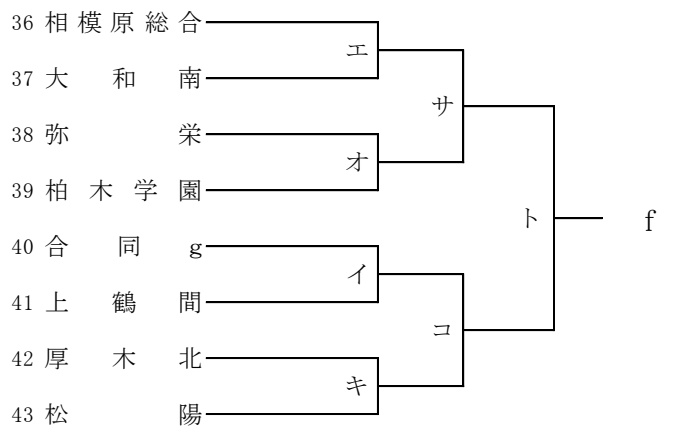 36 相模原総合
エ
37 大和南
サ
38 弥栄
オ
39 柏木学園
ト f
40 合同g
イ
41 上鶴間
コ
42 厚木北
キ
43 松陽